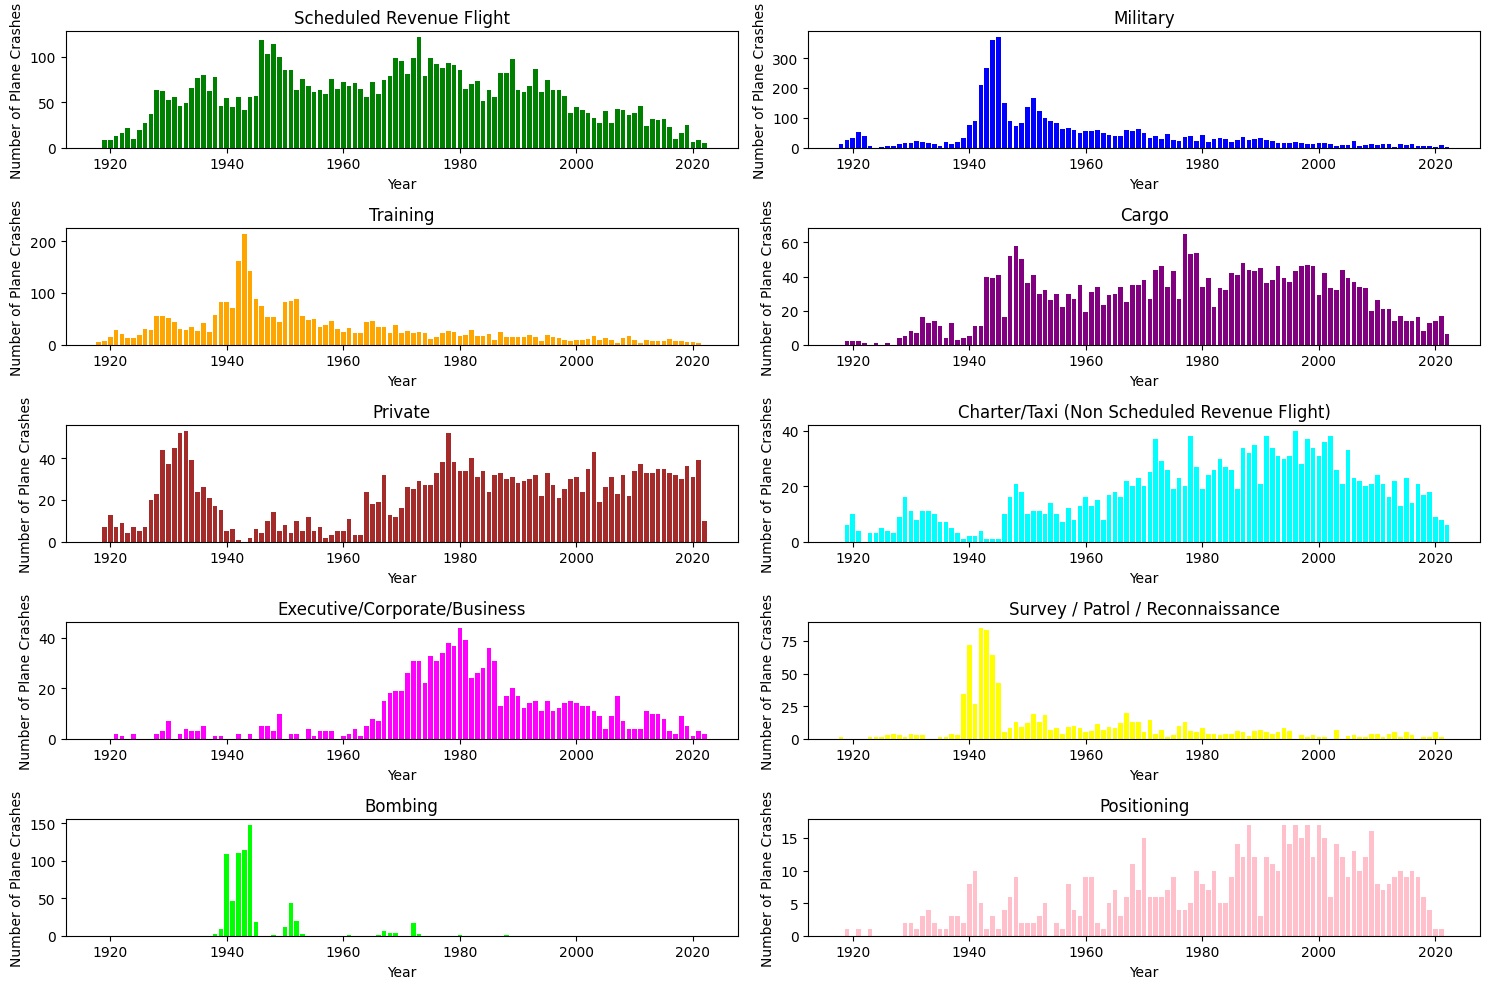 Scheduled Revenue Flight
Number of Plane Crashes
100
50
0
1920 1940 1960 1980 2000 2020
Year
Military
Number of Plane Crashes
300
200
100
0
1920 1940 1960 1980 2000 2020
Year
Training
Number of Plane Crashes
200
100
0
1920 1940 1960 1980 2000 2020
Year
Cargo
Number of Plane Crashes
60
40
20
0
1920 1940 1960 1980 2000 2020
Year
Private
Number of Plane Crashes
40
20
0
1920 1940 1960 1980 2000 2020
Year
Charter/Taxi (Non Scheduled Revenue Flight)
Number of Plane Crashes
40
20
0
1920 1940 1960 1980 2000 2020
Year
Executive/Corporate/Business
Number of Plane Crashes
40
20
0
1920 1940 1960 1980 2000 2020
Year
Survey / Patrol / Reconnaissance
Number of Plane Crashes
75
50
25
0
1920 1940 1960 1980 2000 2020
Year
Bombing
Number of Plane Crashes
150
100
50
0
1920 1940 1960 1980 2000 2020
Year
Positioning
Number of Plane Crashes
15
10
5
0
1920 1940 1960 1980 2000 2020
Year